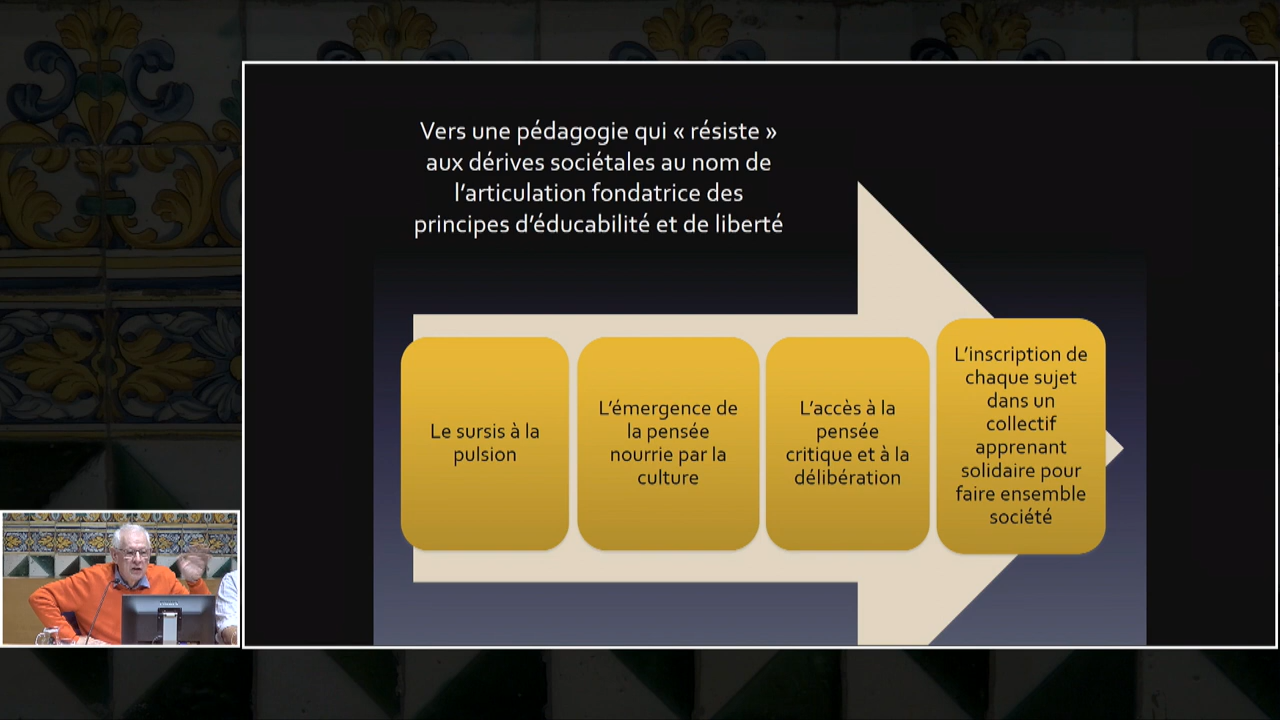 Vers une pédagogie qui « résiste »
aux dérives sociétales au nom de
l’articulation fondatrice des
principes d’éducabilité et de liberté
Le sursis à la
pulsion
L’émergence de
la pensée
nourrie par la
culture
L’accès à la
pensée
critique et à la
délibération
L’inscription de
chaque sujet
dans un
collectif
apprenant
solidaire pour
faire ensemble
société